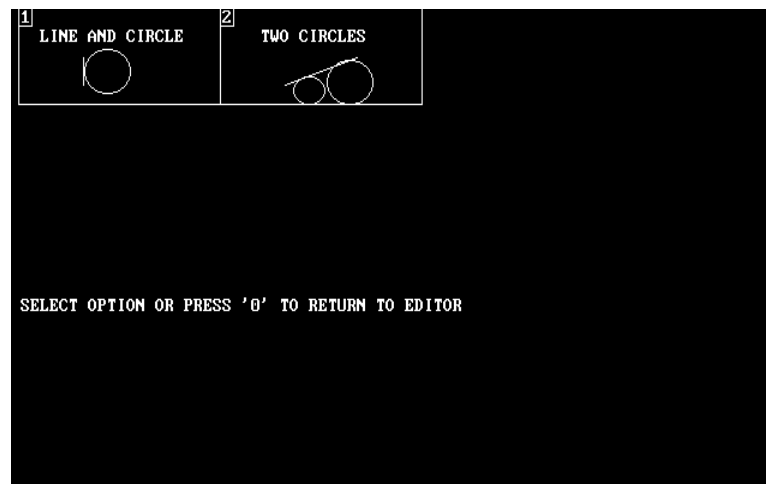 1
LINE AND CIRCLE
2
TWO CIRCLES
SELECT OPTION OR PRESS '0' TO RETURN TO EDITOR